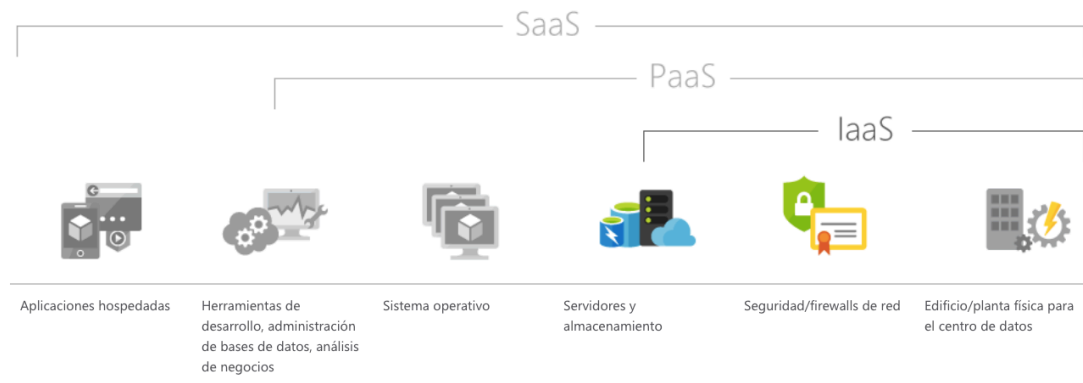 SaaS
PaaS
IaaS
Aplicaciones hospedadas
Herramientas de
desarrollo, administración
de bases de datos, análisis
de negocios
Sistema operativo
Servidores y
almacenamiento
Seguridad/firewalls de red
Edificio/planta física para
el centro de datos